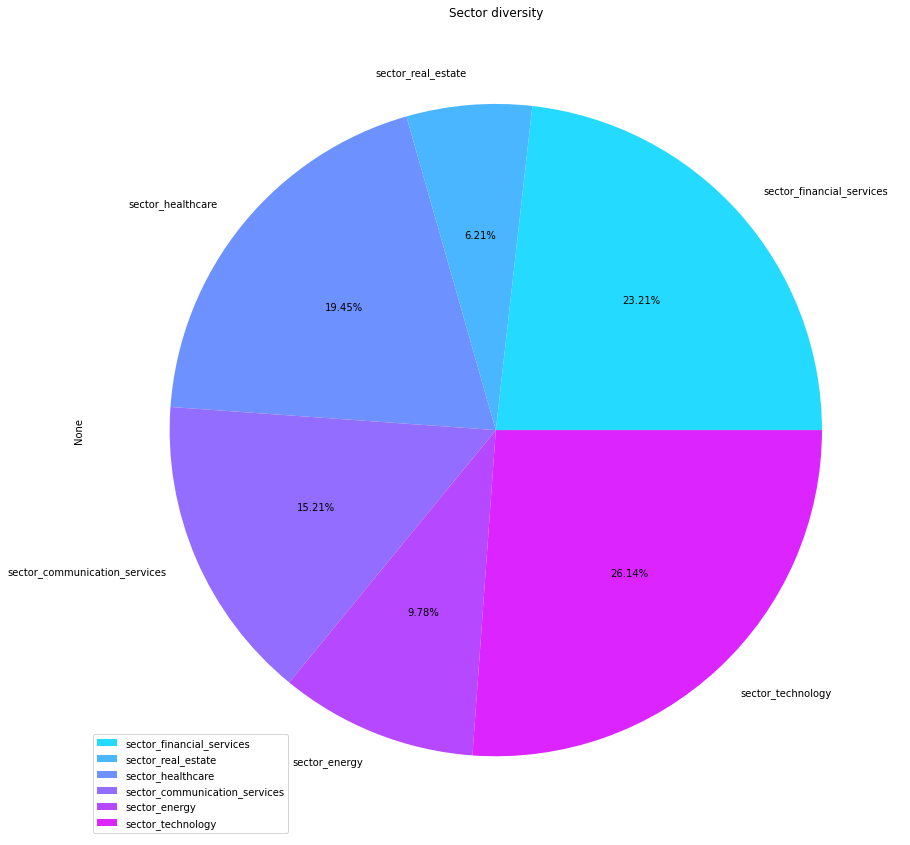 Sector diversity
sector_real_estate
sector_financial_services
sector_healthcare
6.21%
23.21%
19.45%
None
15.21%
sector_communication_services
26.14%
9.78%
sector_technology
sector_energy
sector_financial_services
sector_real_estate
sector_healthcare
sector_communication_services
sector_energy
sector_technology